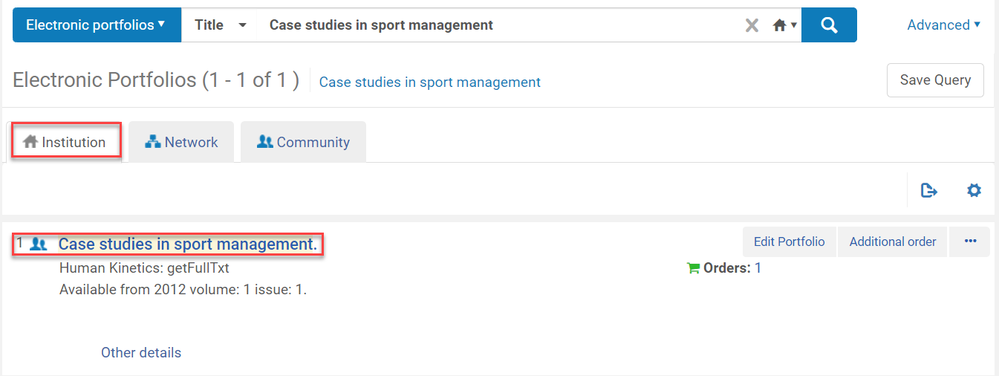 Electronic portfolios Title Case studies in sport management Advanced
Electronic Portfolios (1 - 1 of 1 ) Case studies in sport management Save Query
Institution Network Community
1 Case studies in sport management. Edit Portfolio Additional order ...
Human Kinetics: getFullTxt Orders: 1
Available from 2012 volume: 1 issue: 1.
Other details